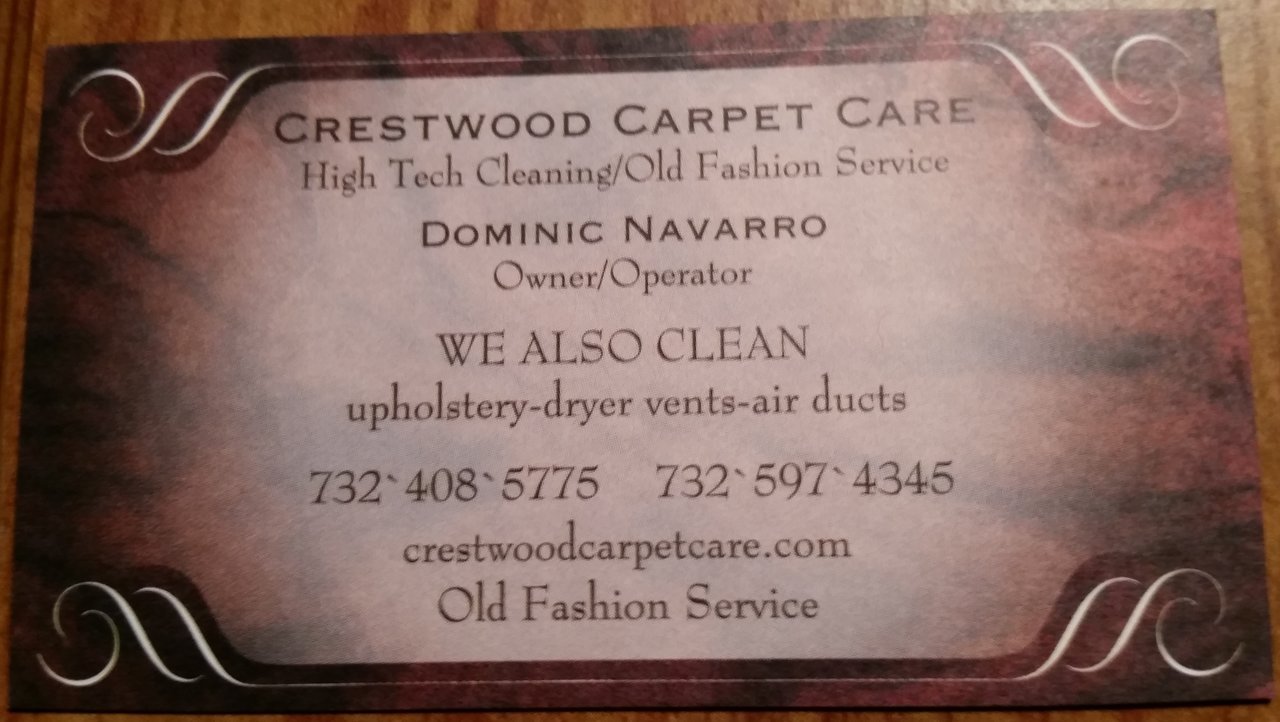 CRESTWOOD CARPET CARE
High Tech Cleaning/Old Fashion Service
DOMINIC NAVARRO
Owner/Operator
WE ALSO CLEAN
upholstery-dryer vents-air ducts
732-408-5775 732-597-4345
crestwoodcarpetcare.com
Old Fashion Service